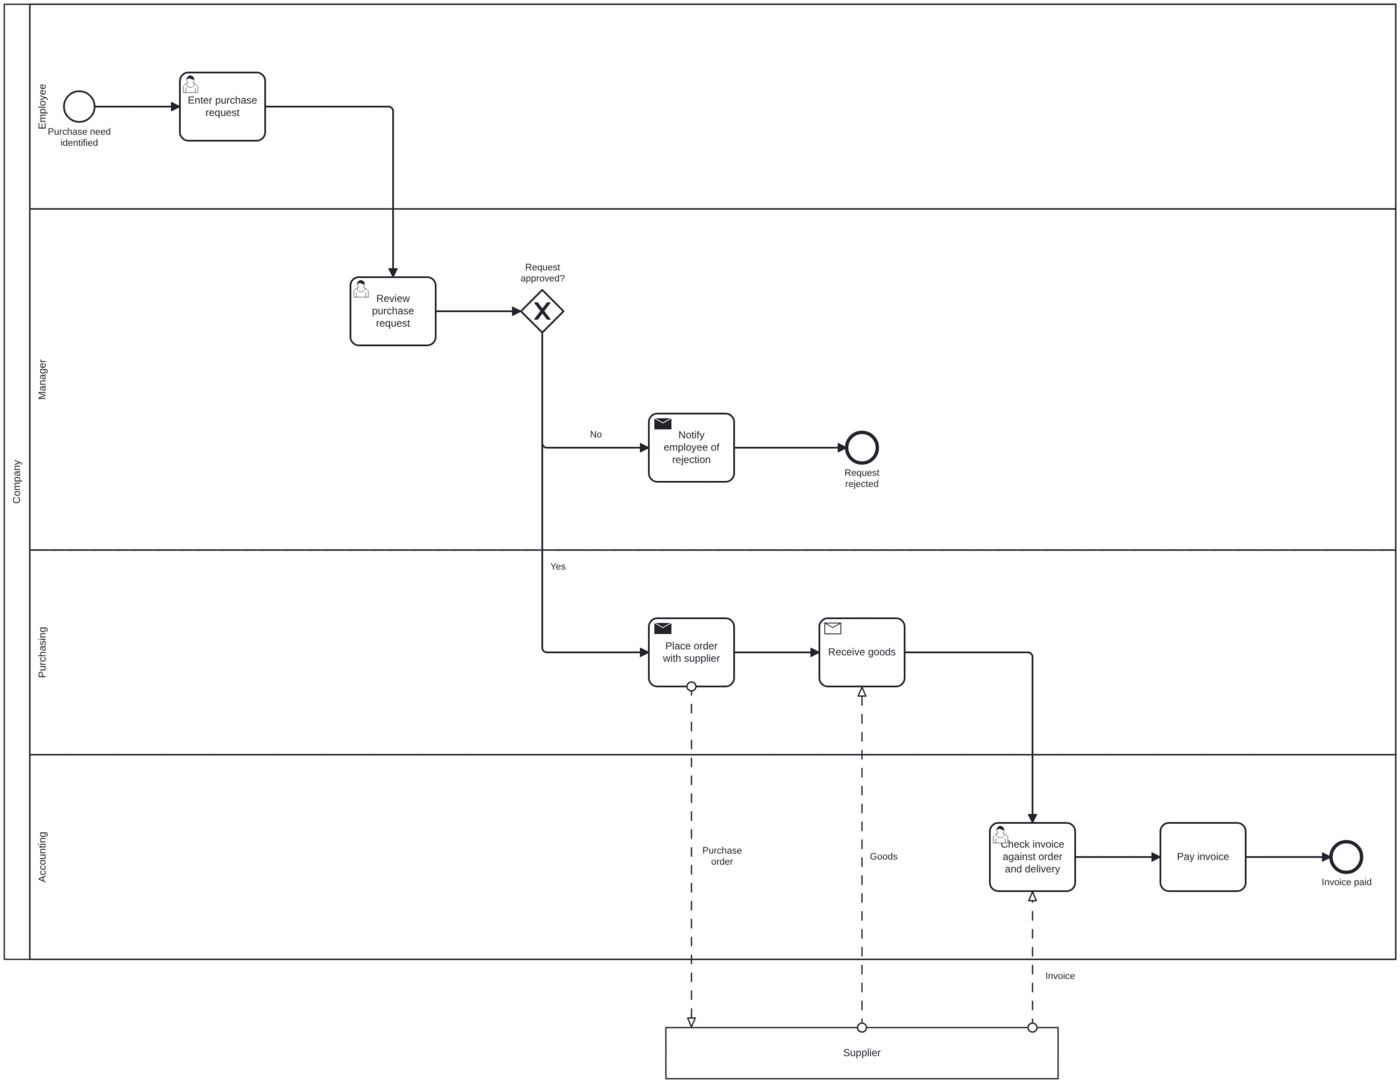 Company
Employee
Purchase need
identified
Enter purchase
request
Manager
Review
purchase
request
Request
approved?
No
Notify
employee of
rejection
Request
rejected
Yes
Purchasing
Place order
with supplier
Receive goods
Accounting
Purchase
order
Goods
Check invoice
against order
and delivery
Pay invoice
Invoice paid
Invoice
Supplier